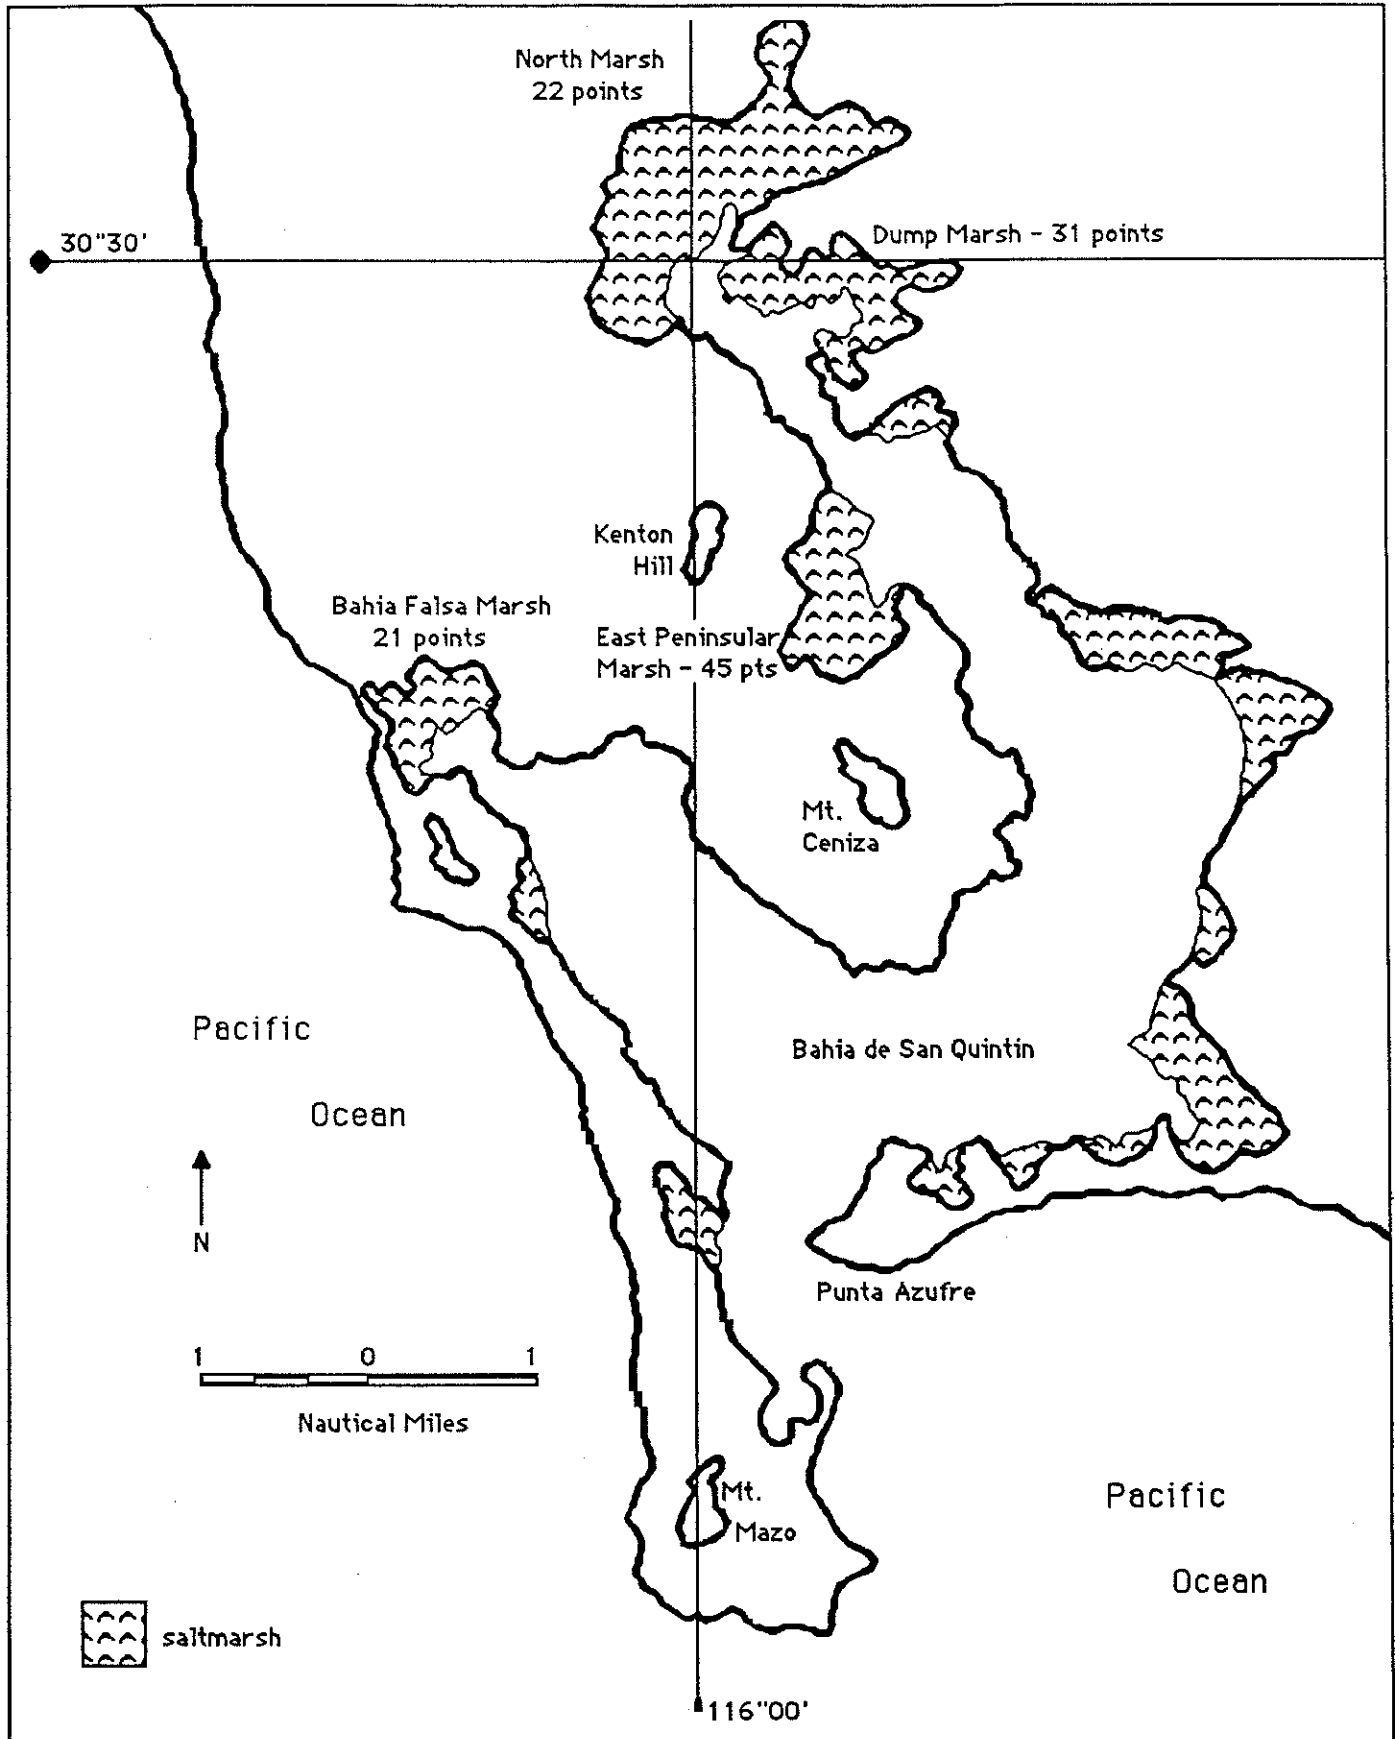 North Marsh
22 points
30"30'
Dump Marsh - 31 points
Kenton
Hill
Bahia Falsa Marsh
21 points
East Peninsular
Marsh - 45 pts
Mt.
Ceniza
Pacific
Ocean
Bahia de San Quintin
N
Punta Azufre
1 0 1
Nautical Miles
Mt.
Mazo
Pacific
Ocean
saltmarsh
116"00'